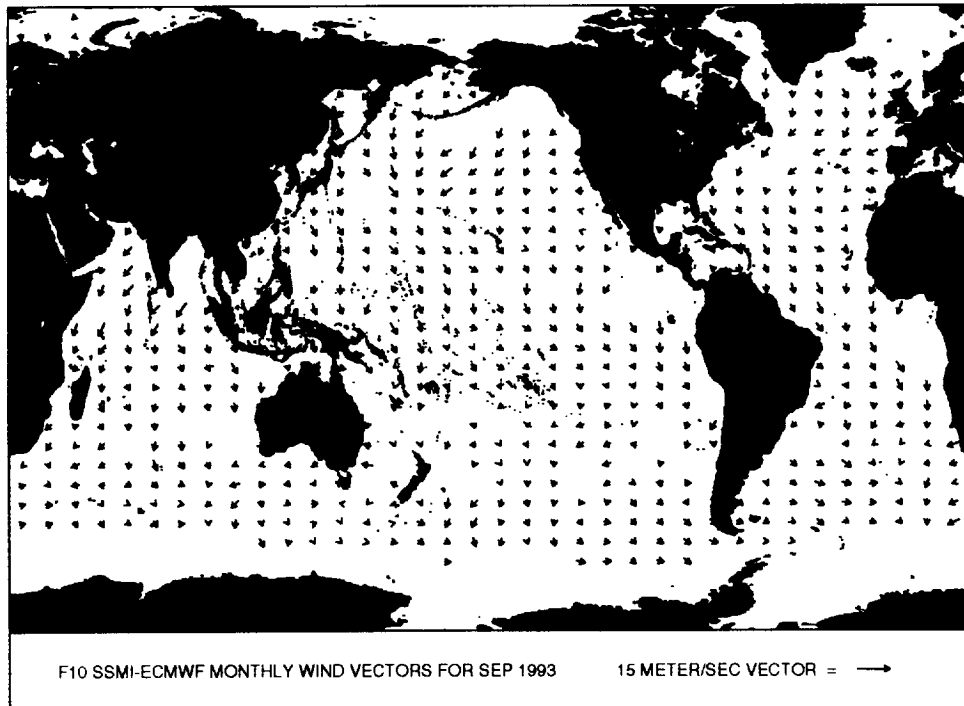 F10 SSMI-ECMWF MONTHLY WIND VECTORS FOR SEP 1993 15 METER/SEC VECTOR =